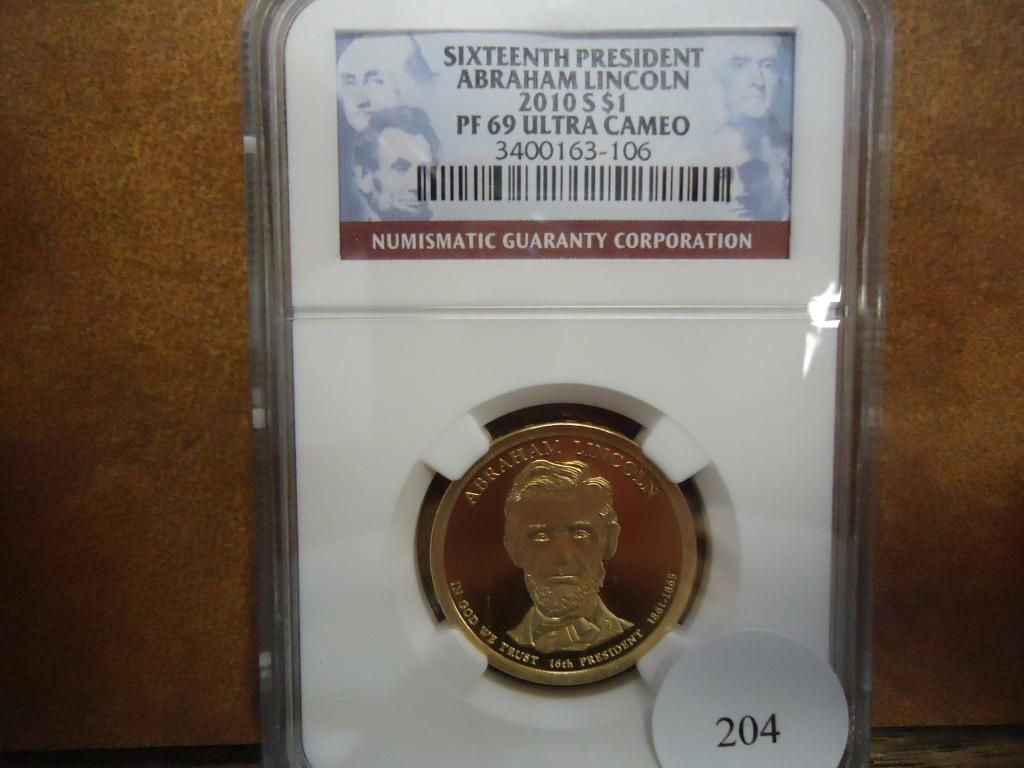 SIXTEENTH PRESIDENT
ABRAHAM LINCOLN
2010 S $1
PF 69 ULTRA CAMEO
3400163-106
NUMISMATIC GUARANTY CORPORATION
ABRAHAM LINCOLN
IN GOD WE TRUST 16th PRESIDENT 1861-1865
204